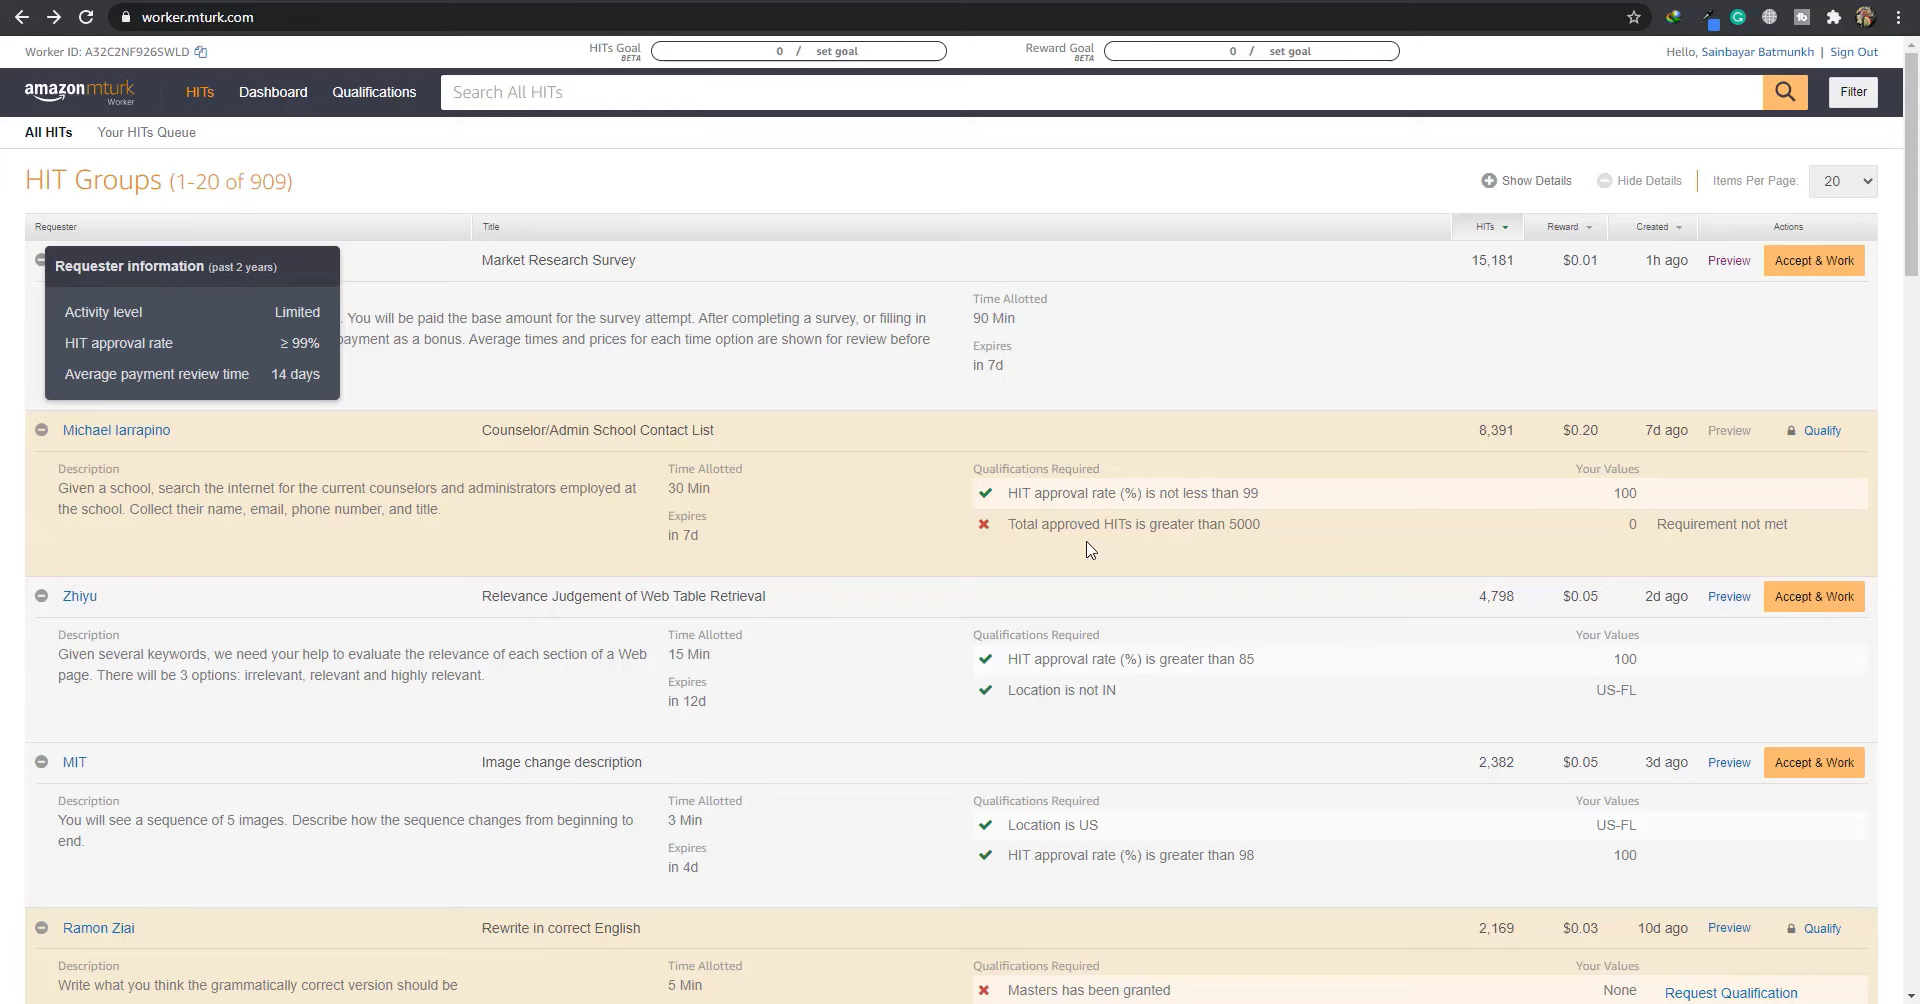 worker.mturk.com
Worker ID: A32C2NF926SWLD
HITs Goal BETA 0 / set goal
Reward Goal BETA 0 / set goal
Hello, Sainbayar Batmunkh | Sign Out
amazonmturk Worker
HITs Dashboard Qualifications
Search All HITs
Filter
All HITs Your HITs Queue
HIT Groups (1-20 of 909)
Show Details Hide Details Items Per Page: 20
Requester Title HITs Reward Created Actions
Requester information (past 2 years)
Activity level Limited
HIT approval rate ≥ 99%
Average payment review time 14 days
Market Research Survey 15,181 $0.01 1h ago Preview Accept & Work
. You will be paid the base amount for the survey attempt. After completing a survey, or filling in
payment as a bonus. Average times and prices for each time option are shown for review before
Time Allotted
90 Min
Expires
in 7d
Michael Iarrapino Counselor/Admin School Contact List 8,391 $0.20 7d ago Preview Qualify
Description
Given a school, search the internet for the current counselors and administrators employed at
the school. Collect their name, email, phone number, and title.
Time Allotted
30 Min
Expires
in 7d
Qualifications Required Your Values
HIT approval rate (%) is not less than 99 100
Total approved HITs is greater than 5000 0 Requirement not met
Zhiyu Relevance Judgement of Web Table Retrieval 4,798 $0.05 2d ago Preview Accept & Work
Description
Given several keywords, we need your help to evaluate the relevance of each section of a Web
page. There will be 3 options: irrelevant, relevant and highly relevant.
Time Allotted
15 Min
Expires
in 12d
Qualifications Required Your Values
HIT approval rate (%) is greater than 85 100
Location is not IN US-FL
MIT Image change description 2,382 $0.05 3d ago Preview Accept & Work
Description
You will see a sequence of 5 images. Describe how the sequence changes from beginning to
end.
Time Allotted
3 Min
Expires
in 4d
Qualifications Required Your Values
Location is US US-FL
HIT approval rate (%) is greater than 98 100
Ramon Ziai Rewrite in correct English 2,169 $0.03 10d ago Preview Qualify
Description
Write what you think the grammatically correct version should be
Time Allotted
5 Min
Qualifications Required Your Values
Masters has been granted None Request Qualification